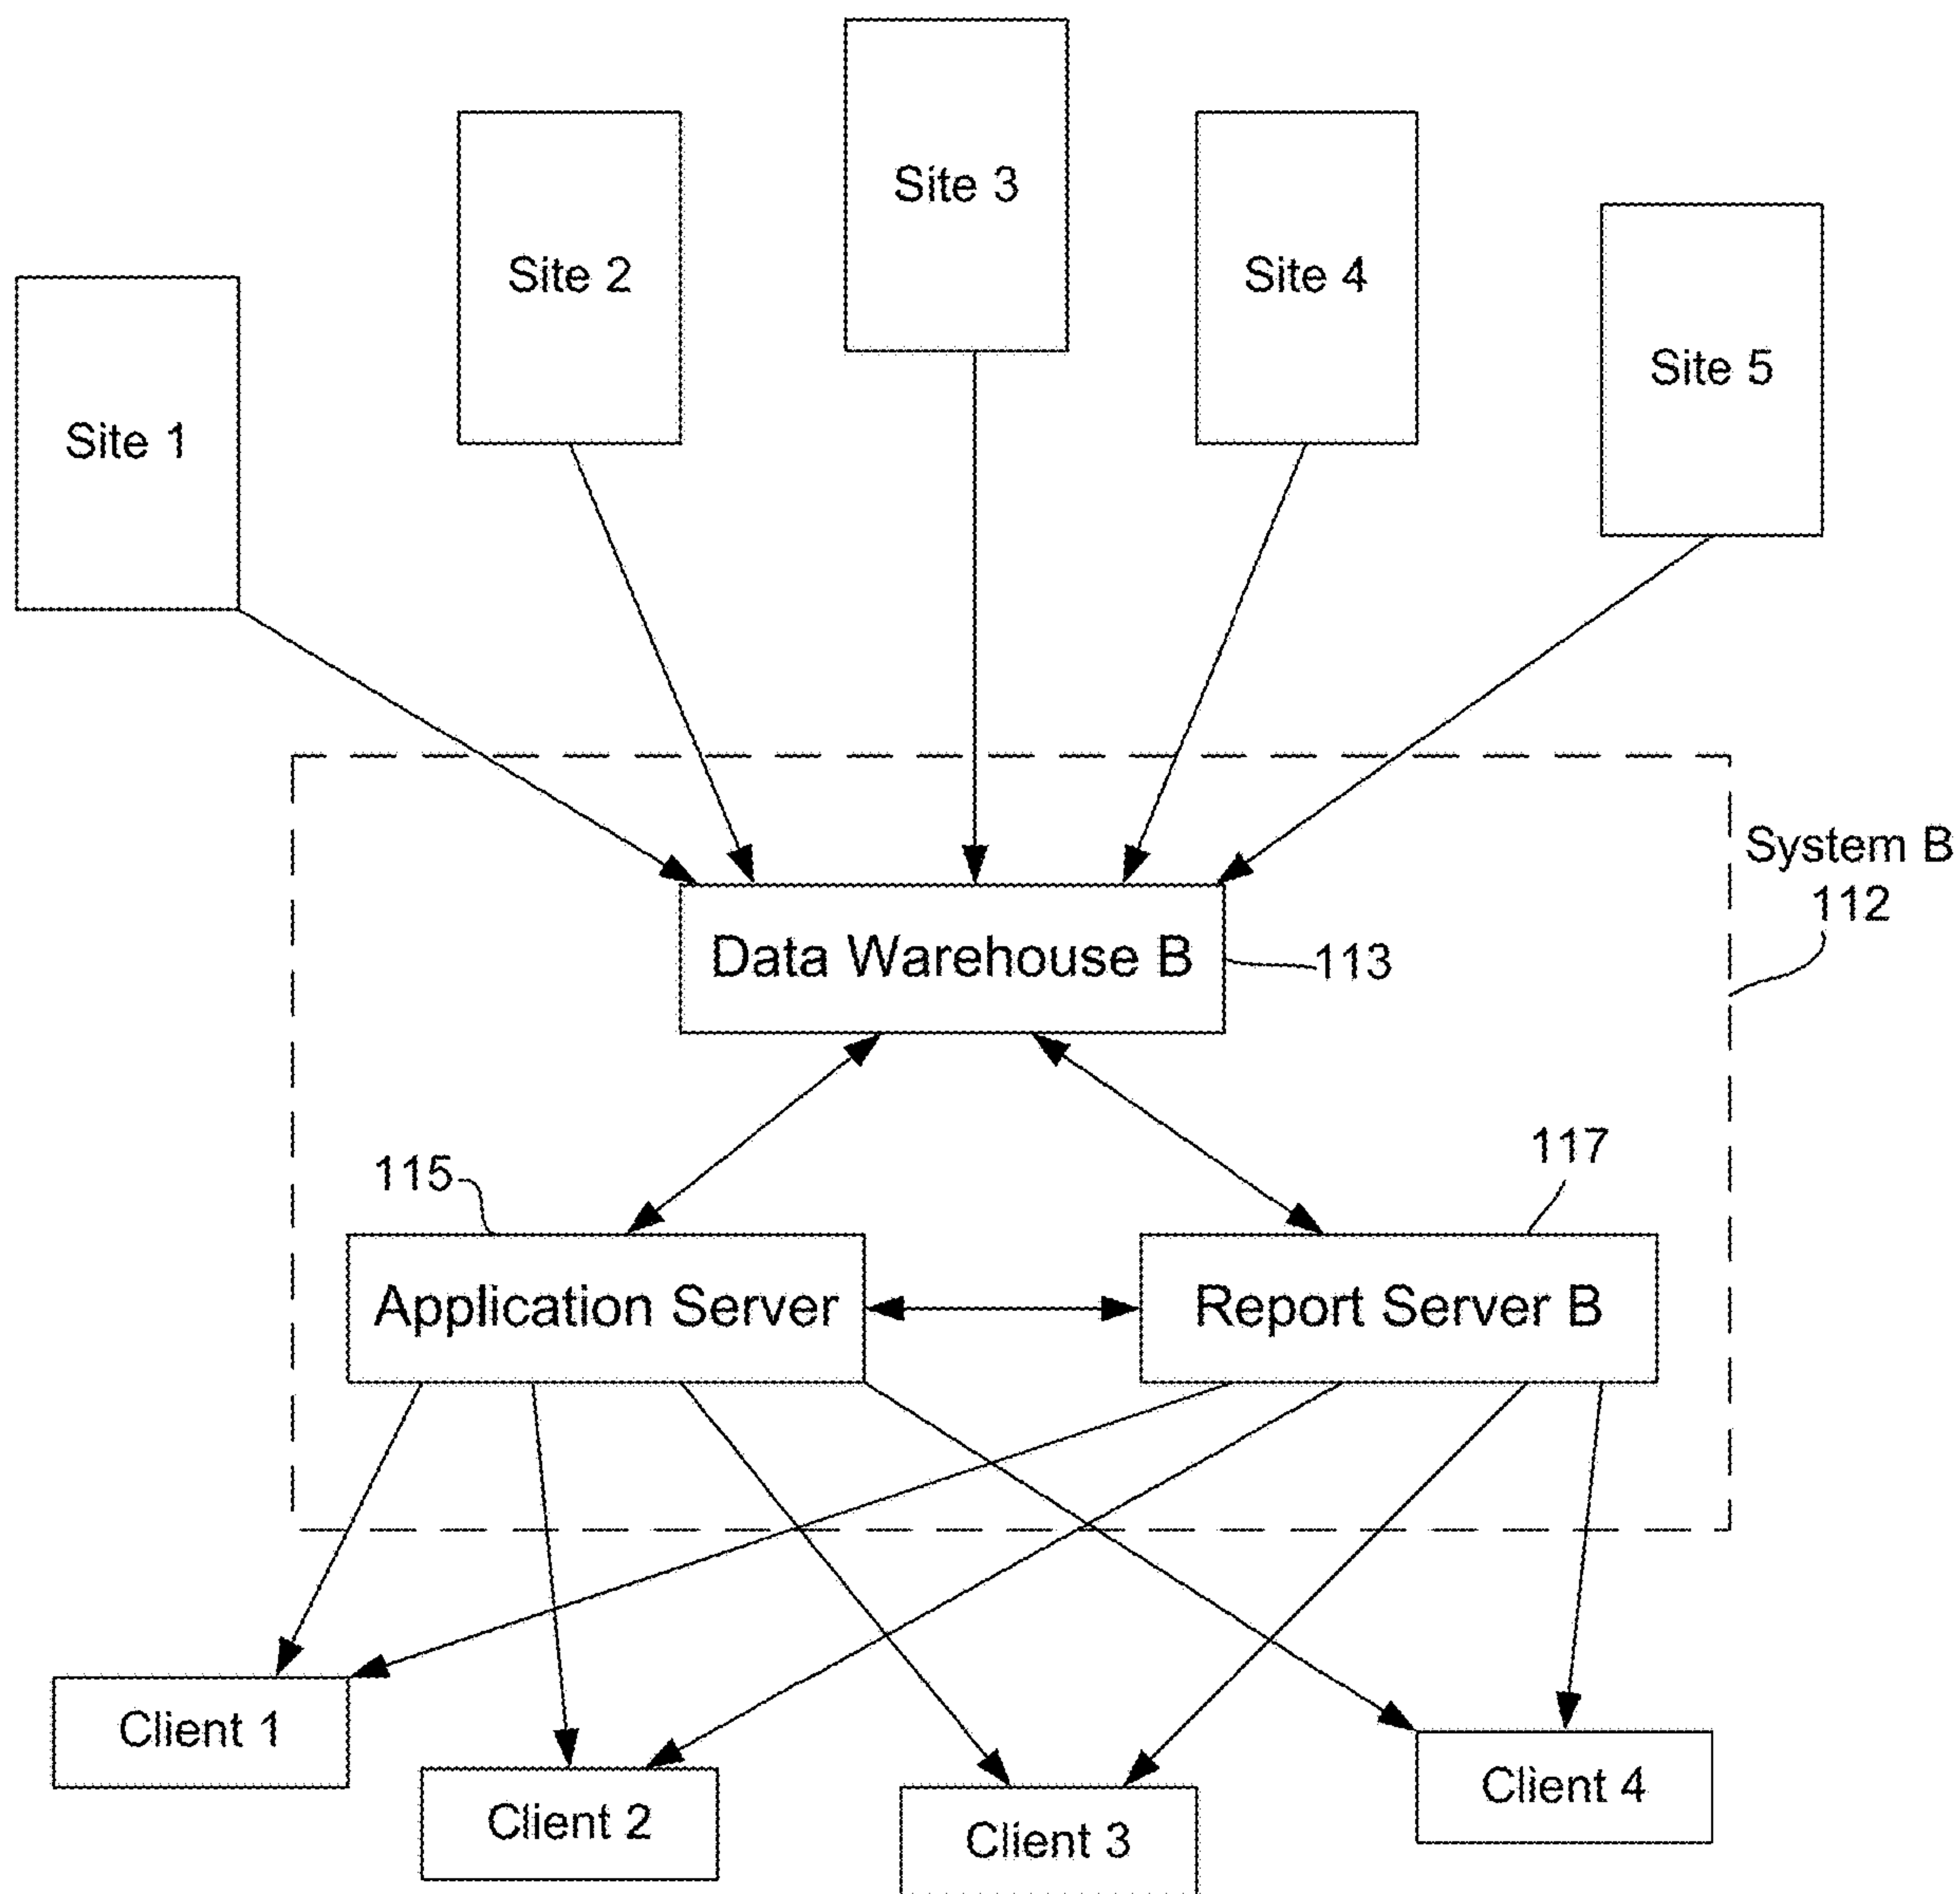 Site 3
Site 2
Site 4
Site 5
Site 1
System B
112
Data Warehouse B
113
115
117
Application Server
Report Server B
Client 1
Client 2
Client 3
Client 4